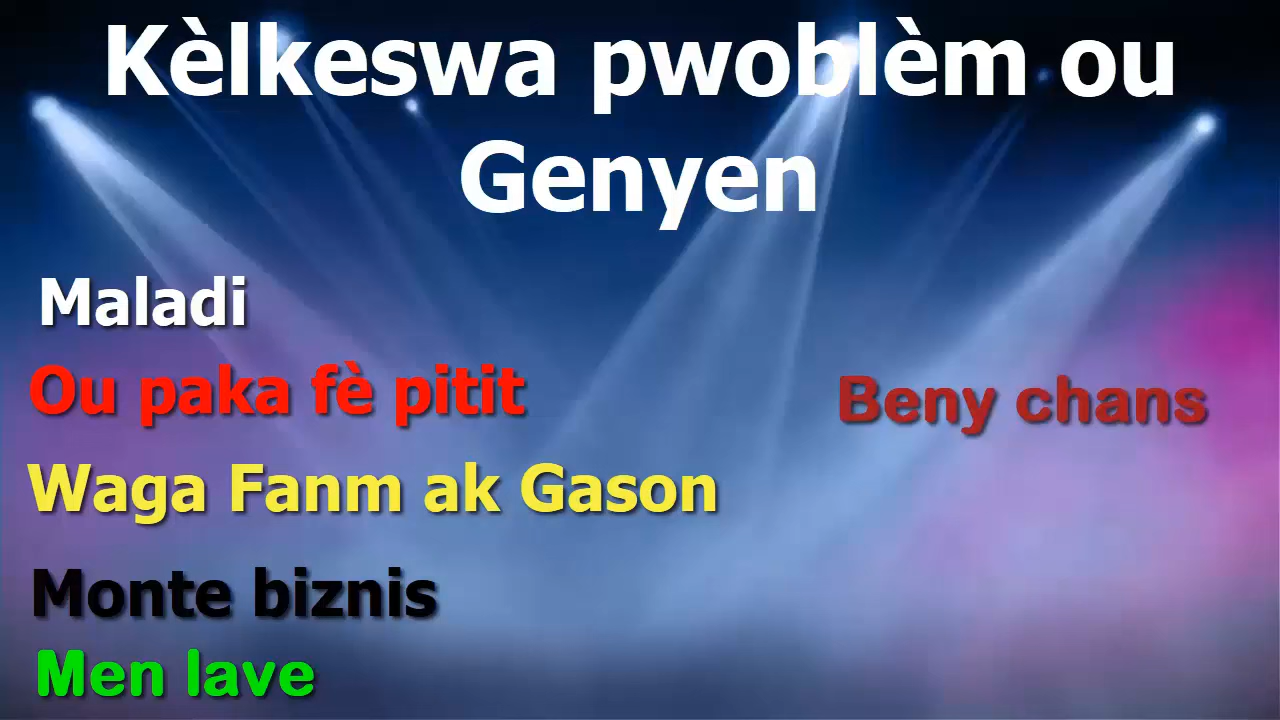 Kèlkeswa pwoblèm ou
Genyen
Maladi
Ou paka fè pitit
Beny chans
Waga Fanm ak Gason
Monte biznis
Men lave